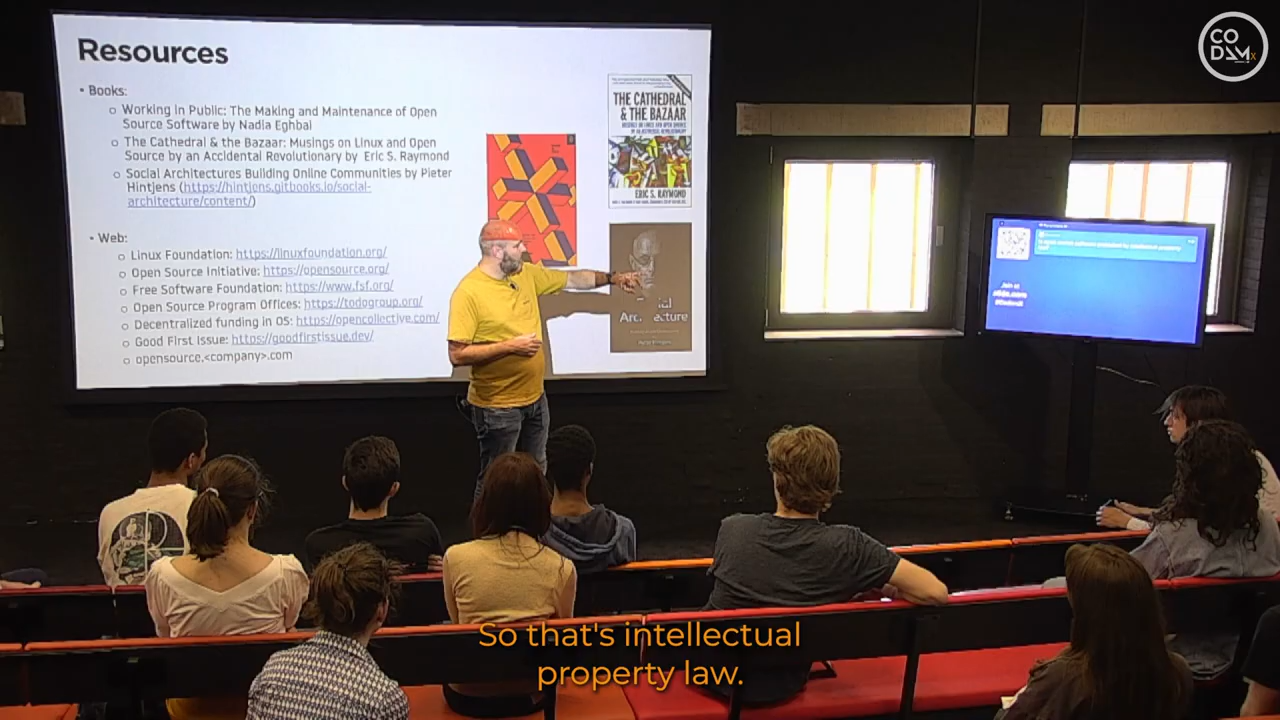 Resources
• Books:
o Working in Public: The Making and Maintenance of Open
Source Software by Nadia Eghbal
o The Cathedral & the Bazaar: Musings on Linux and Open
Source by an Accidental Revolutionary by Eric S. Raymond
o Social Architectures Building Online Communities by Pieter
Hintjens (https://hintjens.gitbooks.io/social-
architecture/content/)
• Web:
o Linux Foundation: https://linuxfoundation.org/
o Open Source Initiative: https://opensource.org/
o Free Software Foundation: https://www.fsf.org/
o Open Source Program Offices: https://todogroup.org/
o Decentralized funding in OS: https://opencollective.com/
o Good First Issue: https://goodfirstissue.dev/
o opensource.<company>.com
THE CATHEDRAL
& THE BAZAAR
ERIC S. RAYMOND
CO
Join at
So that's intellectual
property law.